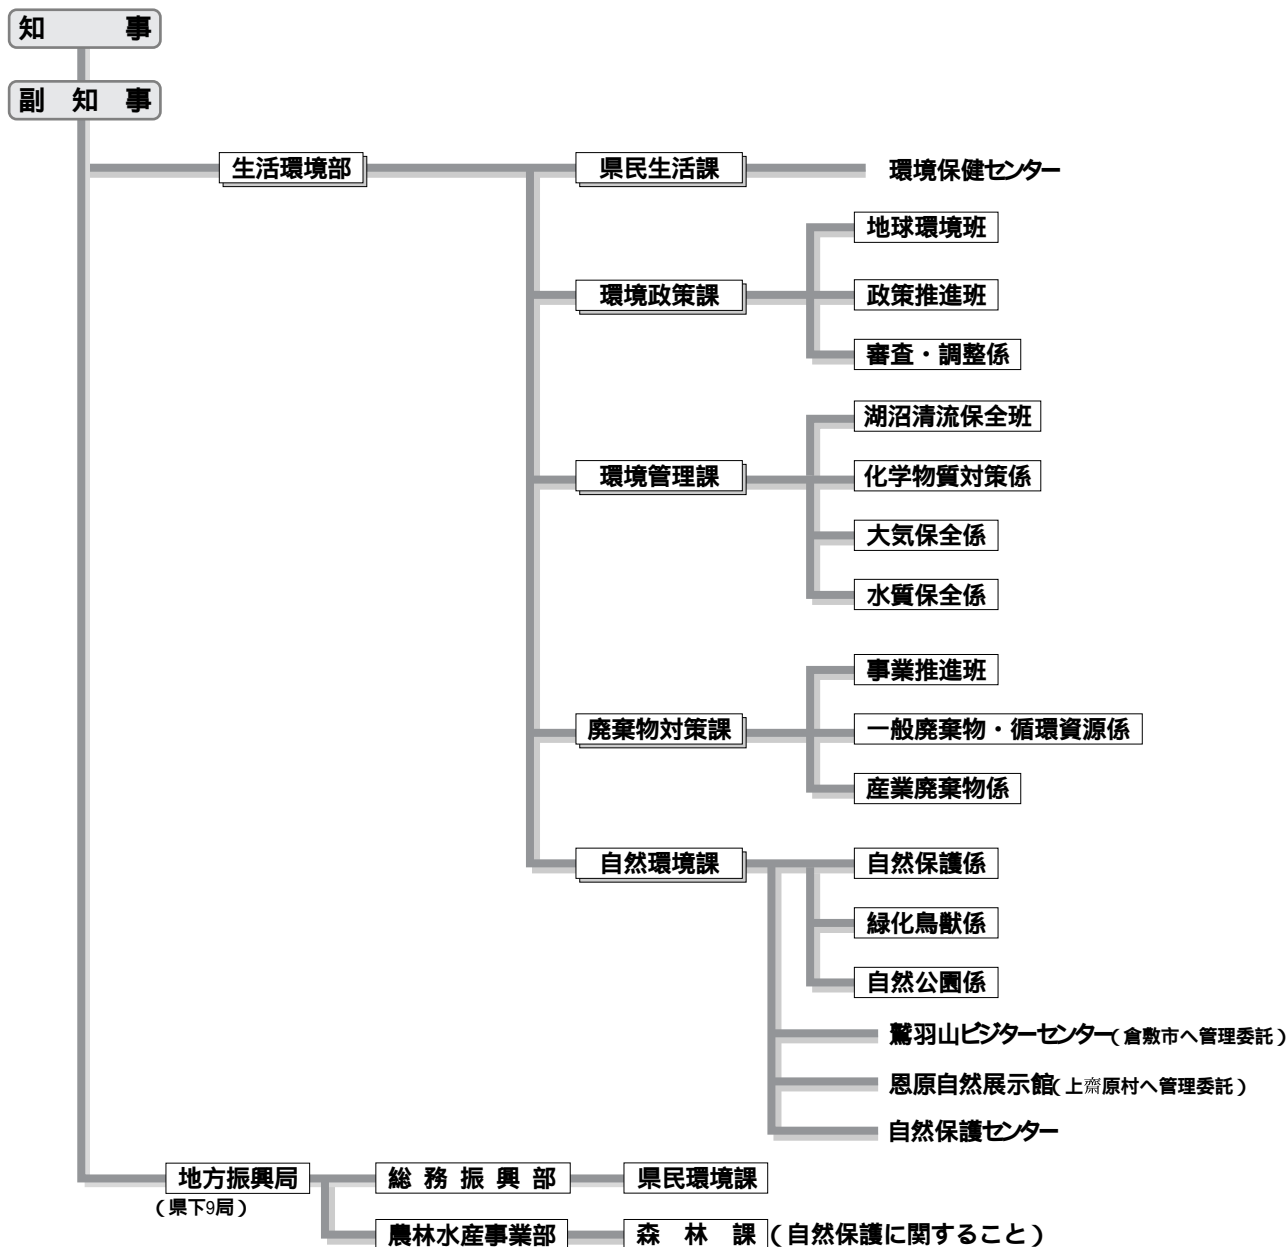 知　事
副　知　事
生活環境部　県民生活課　環境保健センター
地球環境班
環境政策課　政策推進班
審査・調整係
湖沼清流保全班
環境管理課　化学物質対策係
大気保全係
水質保全係
事業推進班
廃棄物対策課　一般廃棄物・循環資源係
産業廃棄物係
自然環境課　自然保護係
緑化鳥獣係
自然公園係
鷲羽山ビジターセンター（倉敷市へ管理委託）
恩原自然展示館（上齋原村へ管理委託）
自然保護センター
地方振興局　総務振興部　県民環境課
（県下9局）
農林水産事業部　森林課（自然保護に関すること）